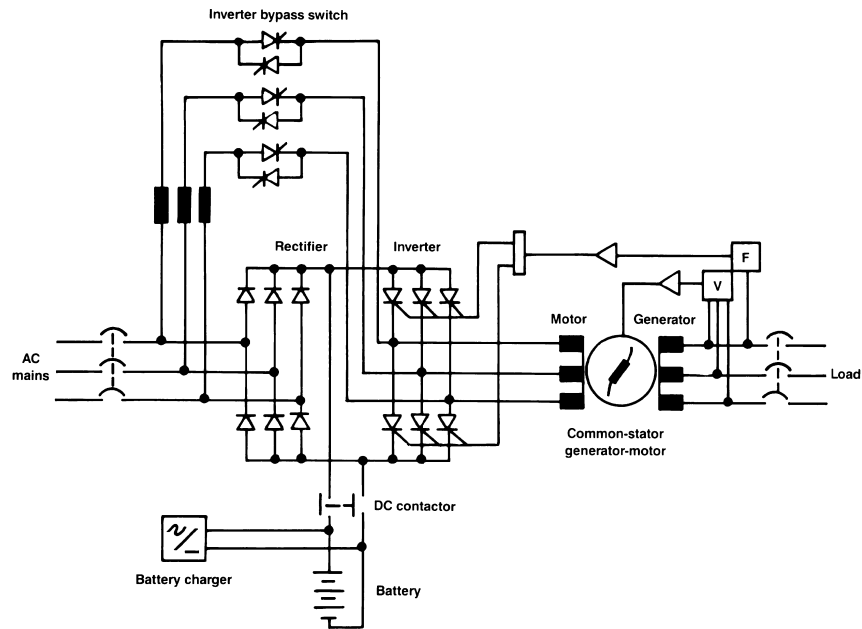 Inverter bypass switch
Rectifier
Inverter
F
V
Motor
Generator
AC
mains
Load
Common-stator
generator-motor
DC contactor
Battery charger
Battery